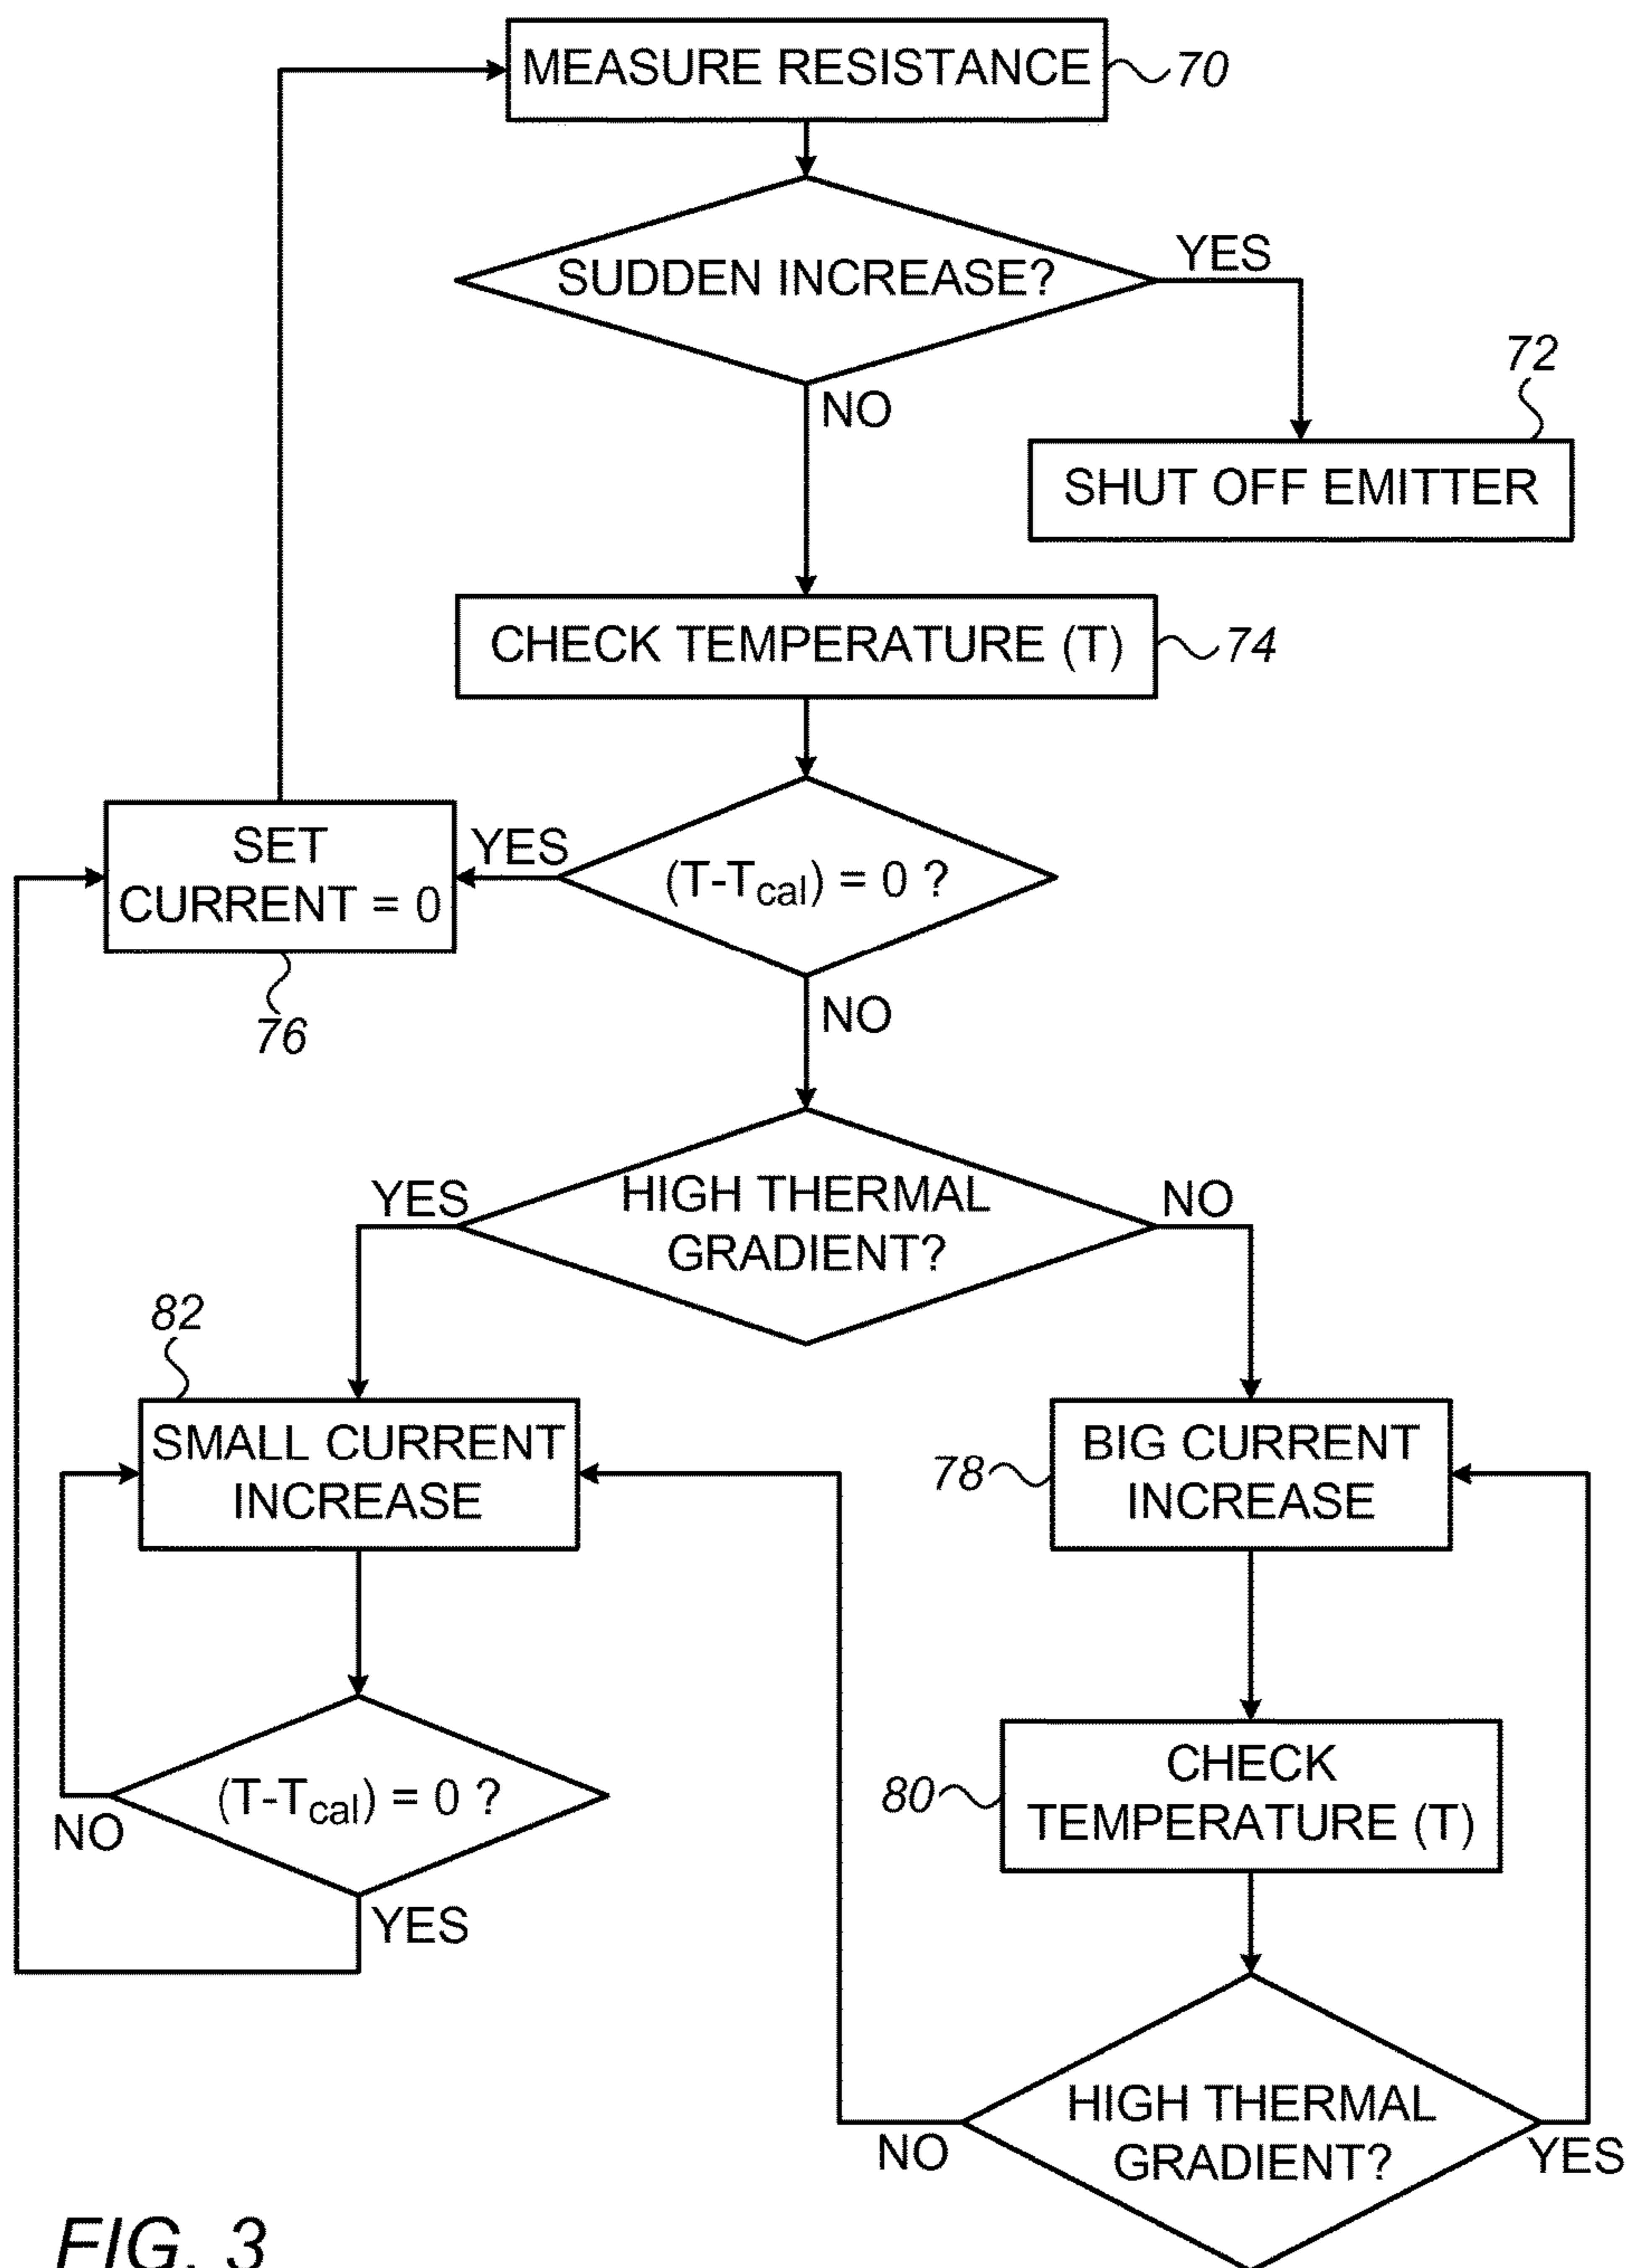 MEASURE RESISTANCE
70
SUDDEN INCREASE?
YES
NO
72
SHUT OFF EMITTER
CHECK TEMPERATURE (T)
74
SET
CURRENT = 0
76
YES
(T-Tcal) = 0 ?
NO
HIGH THERMAL
GRADIENT?
YES
NO
82
SMALL CURRENT
INCREASE
78
BIG CURRENT
INCREASE
(T-Tcal) = 0 ?
NO
YES
80
CHECK
TEMPERATURE (T)
HIGH THERMAL
GRADIENT?
NO
YES
FIG. 3